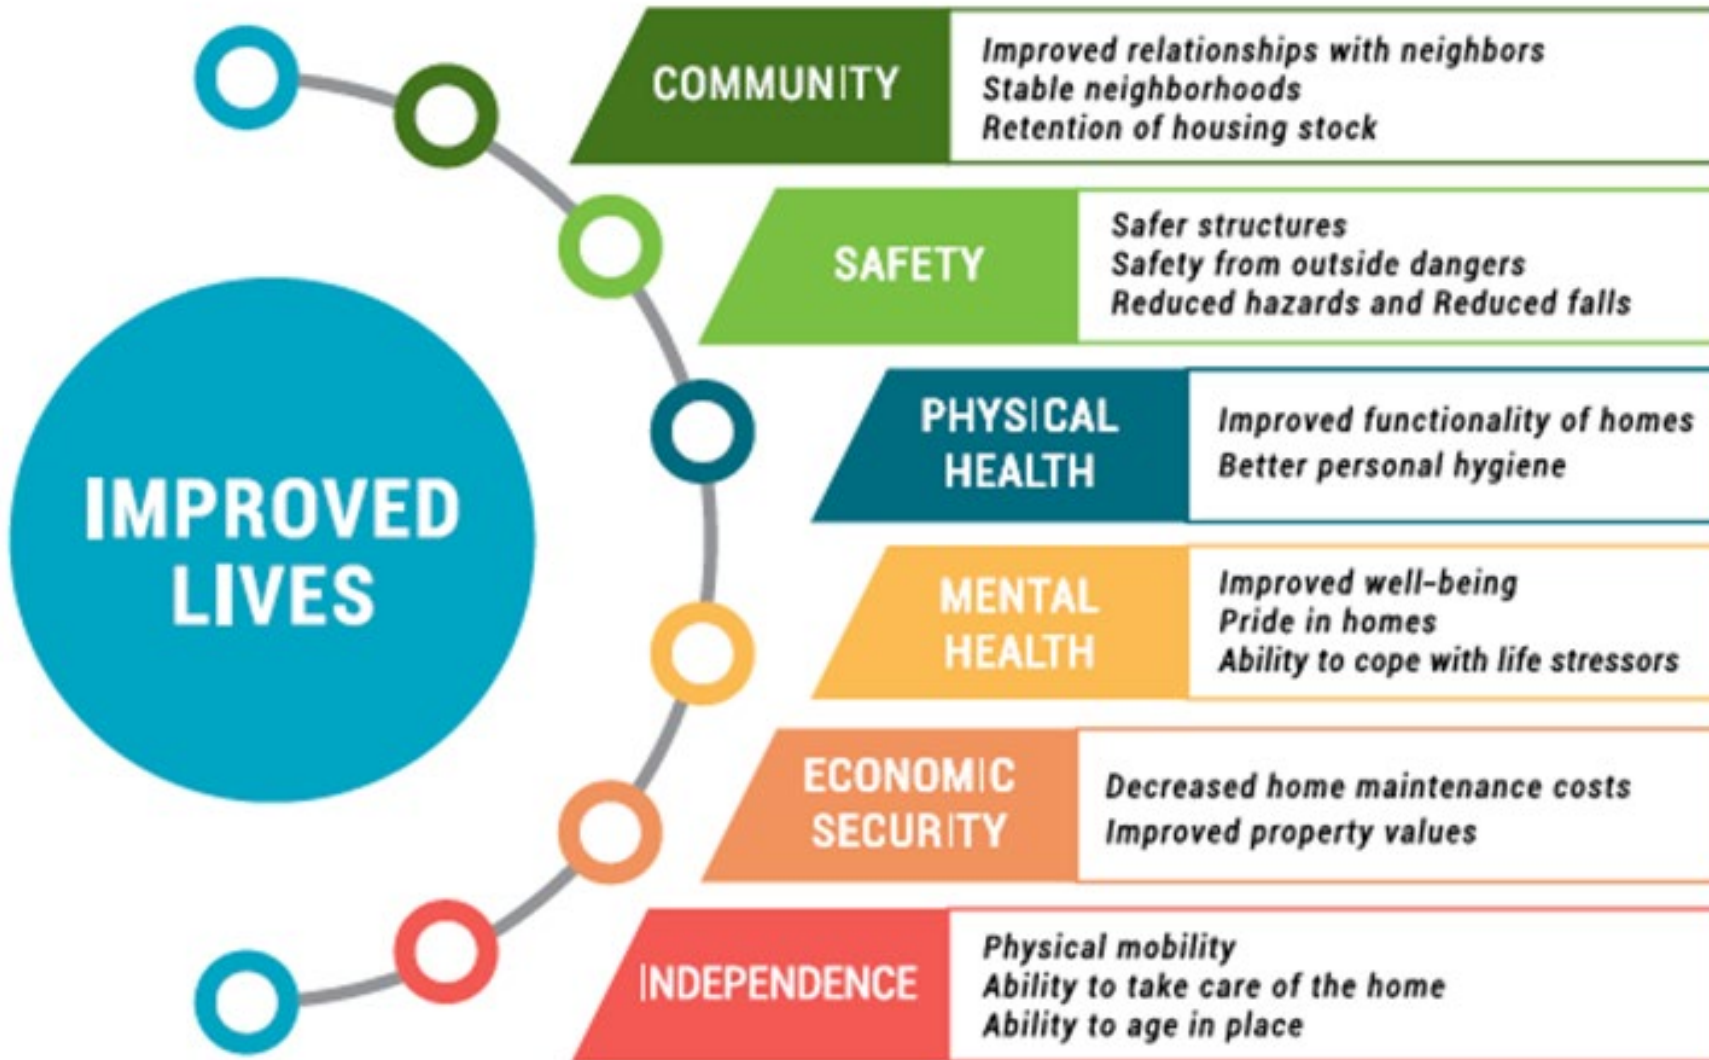 IMPROVED
LIVES
COMMUNITY
Improved relationships with neighbors
Stable neighborhoods
Retention of housing stock
SAFETY
Safer structures
Safety from outside dangers
Reduced hazards and Reduced falls
PHYSICAL
HEALTH
Improved functionality of homes
Better personal hygiene
MENTAL
HEALTH
Improved well-being
Pride in homes
Ability to cope with life stressors
ECONOMIC
SECURITY
Decreased home maintenance costs
Improved property values
INDEPENDENCE
Physical mobility
Ability to take care of the home
Ability to age in place